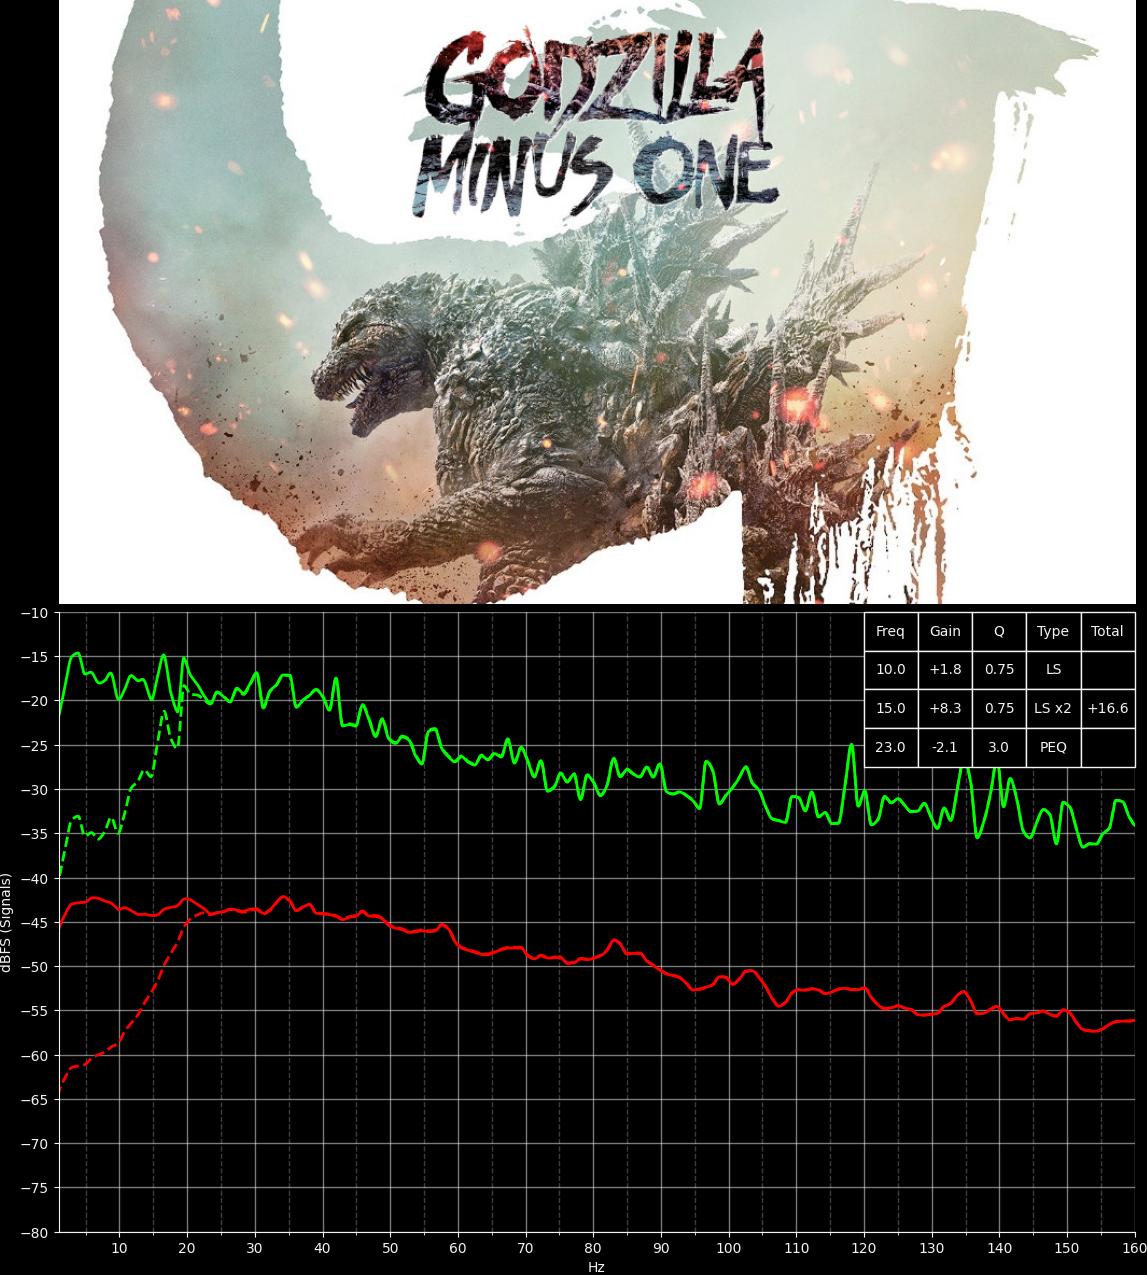 GODZILLA
MINUS ONE
Freq Gain Q Type Total
10.0 +1.8 0.75 LS
15.0 +8.3 0.75 LS x2 +16.6
23.0 -2.1 3.0 PEQ
−10
−15
−20
−25
−30
−35
−40
−45
−50
−55
−60
−65
−70
−75
−80
dBFS (Signals)
10 20 30 40 50 60 70 80 90 100 110 120 130 140 150 160
Hz